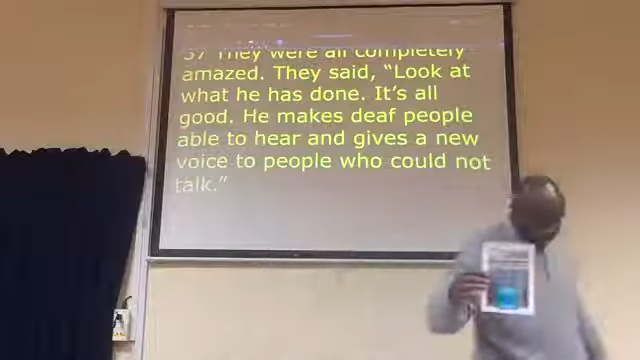 37 They were all completely
amazed. They said, “Look at
what he has done. It’s all
good. He makes deaf people
able to hear and gives a new
voice to people who could not
talk.”